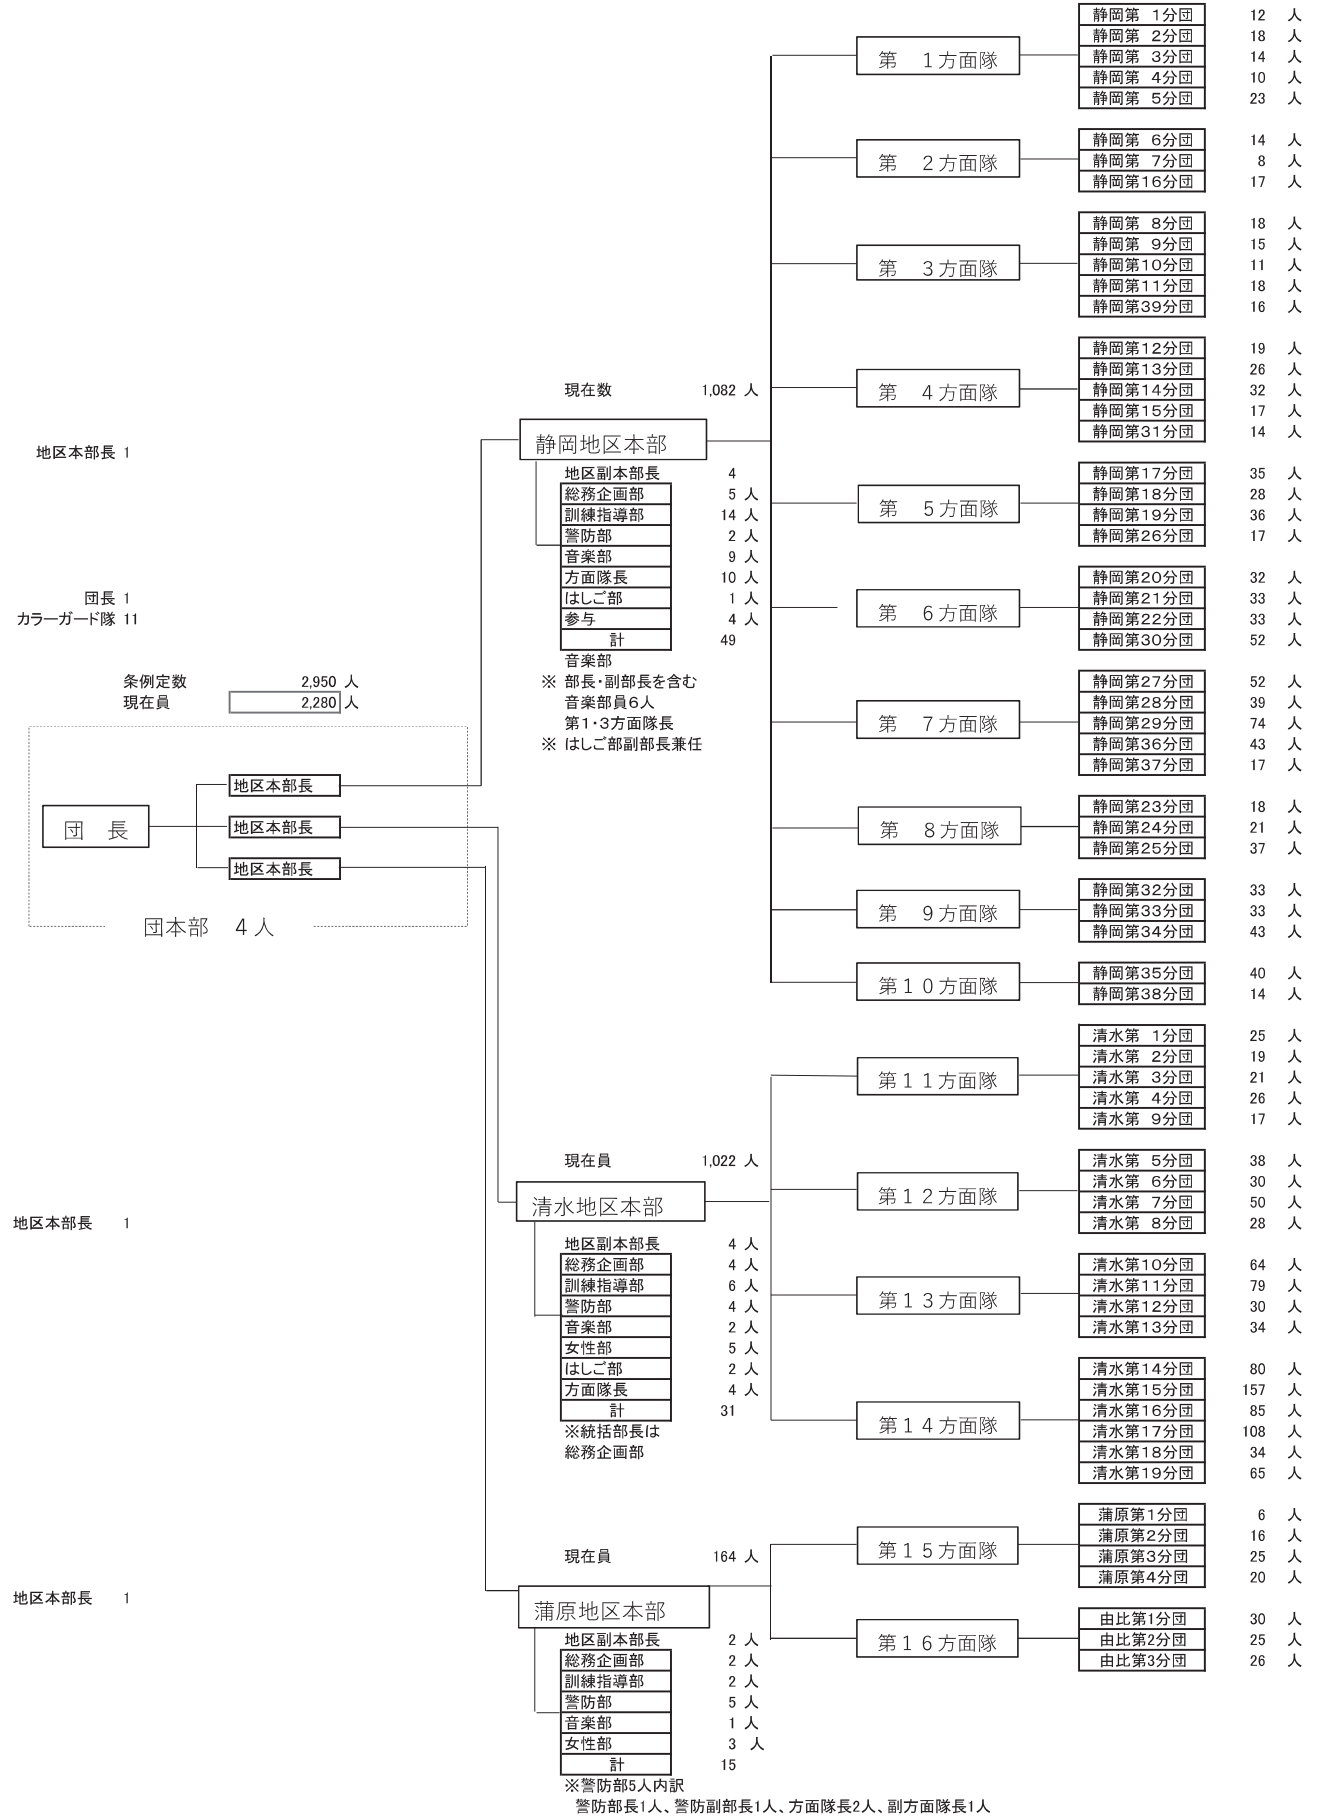 地区本部長 1
団長 1
カラーガード隊 11
条例定数 2,950 人
現在員 2,280 人
団 長
地区本部長
地区本部長
地区本部長
団本部 4人
地区本部長 1
地区本部長 1
現在数 1,082 人
静岡地区本部
地区副本部長 4
総務企画部 5 人
訓練指導部 14 人
警防部 2 人
音楽部 9 人
方面隊長 10 人
はしご部 1 人
参与 4 人
計 49
音楽部
※ 部長・副部長を含む
音楽部員6人
第1・3方面隊長
※ はしご部副部長兼任
第 1方面隊
静岡第 1分団 12 人
静岡第 2分団 18 人
静岡第 3分団 14 人
静岡第 4分団 10 人
静岡第 5分団 23 人
第 2方面隊
静岡第 6分団 14 人
静岡第 7分団 8 人
静岡第16分団 17 人
第 3方面隊
静岡第 8分団 18 人
静岡第 9分団 15 人
静岡第10分団 11 人
静岡第11分団 18 人
静岡第39分団 16 人
第 4方面隊
静岡第12分団 19 人
静岡第13分団 26 人
静岡第14分団 32 人
静岡第15分団 17 人
静岡第31分団 14 人
第 5方面隊
静岡第17分団 35 人
静岡第18分団 28 人
静岡第19分団 36 人
静岡第26分団 17 人
第 6方面隊
静岡第20分団 32 人
静岡第21分団 33 人
静岡第22分団 33 人
静岡第30分団 52 人
第 7方面隊
静岡第27分団 52 人
静岡第28分団 39 人
静岡第29分団 74 人
静岡第36分団 43 人
静岡第37分団 17 人
第 8方面隊
静岡第23分団 18 人
静岡第24分団 21 人
静岡第25分団 37 人
第 9方面隊
静岡第32分団 33 人
静岡第33分団 33 人
静岡第34分団 43 人
第10方面隊
静岡第35分団 40 人
静岡第38分団 14 人
現在員 1,022 人
清水地区本部
地区副本部長 4 人
総務企画部 4 人
訓練指導部 6 人
警防部 4 人
音楽部 2 人
女性部 5 人
はしご部 2 人
方面隊長 4 人
計 31
※統括部長は
総務企画部
第11方面隊
清水第 1分団 25 人
清水第 2分団 19 人
清水第 3分団 21 人
清水第 4分団 26 人
清水第 9分団 17 人
第12方面隊
清水第 5分団 38 人
清水第 6分団 30 人
清水第 7分団 50 人
清水第 8分団 28 人
第13方面隊
清水第10分団 64 人
清水第11分団 79 人
清水第12分団 30 人
清水第13分団 34 人
第14方面隊
清水第14分団 80 人
清水第15分団 157 人
清水第16分団 85 人
清水第17分団 108 人
清水第18分団 34 人
清水第19分団 65 人
現在員 164 人
蒲原地区本部
地区副本部長 2 人
総務企画部 2 人
訓練指導部 2 人
警防部 5 人
音楽部 1 人
女性部 3 人
計 15
※警防部5人内訳
警防部長1人、警防副部長1人、方面隊長2人、副方面隊長1人
第15方面隊
蒲原第1分団 6 人
蒲原第2分団 16 人
蒲原第3分団 25 人
蒲原第4分団 20 人
第16方面隊
由比第1分団 30 人
由比第2分団 25 人
由比第3分団 26 人